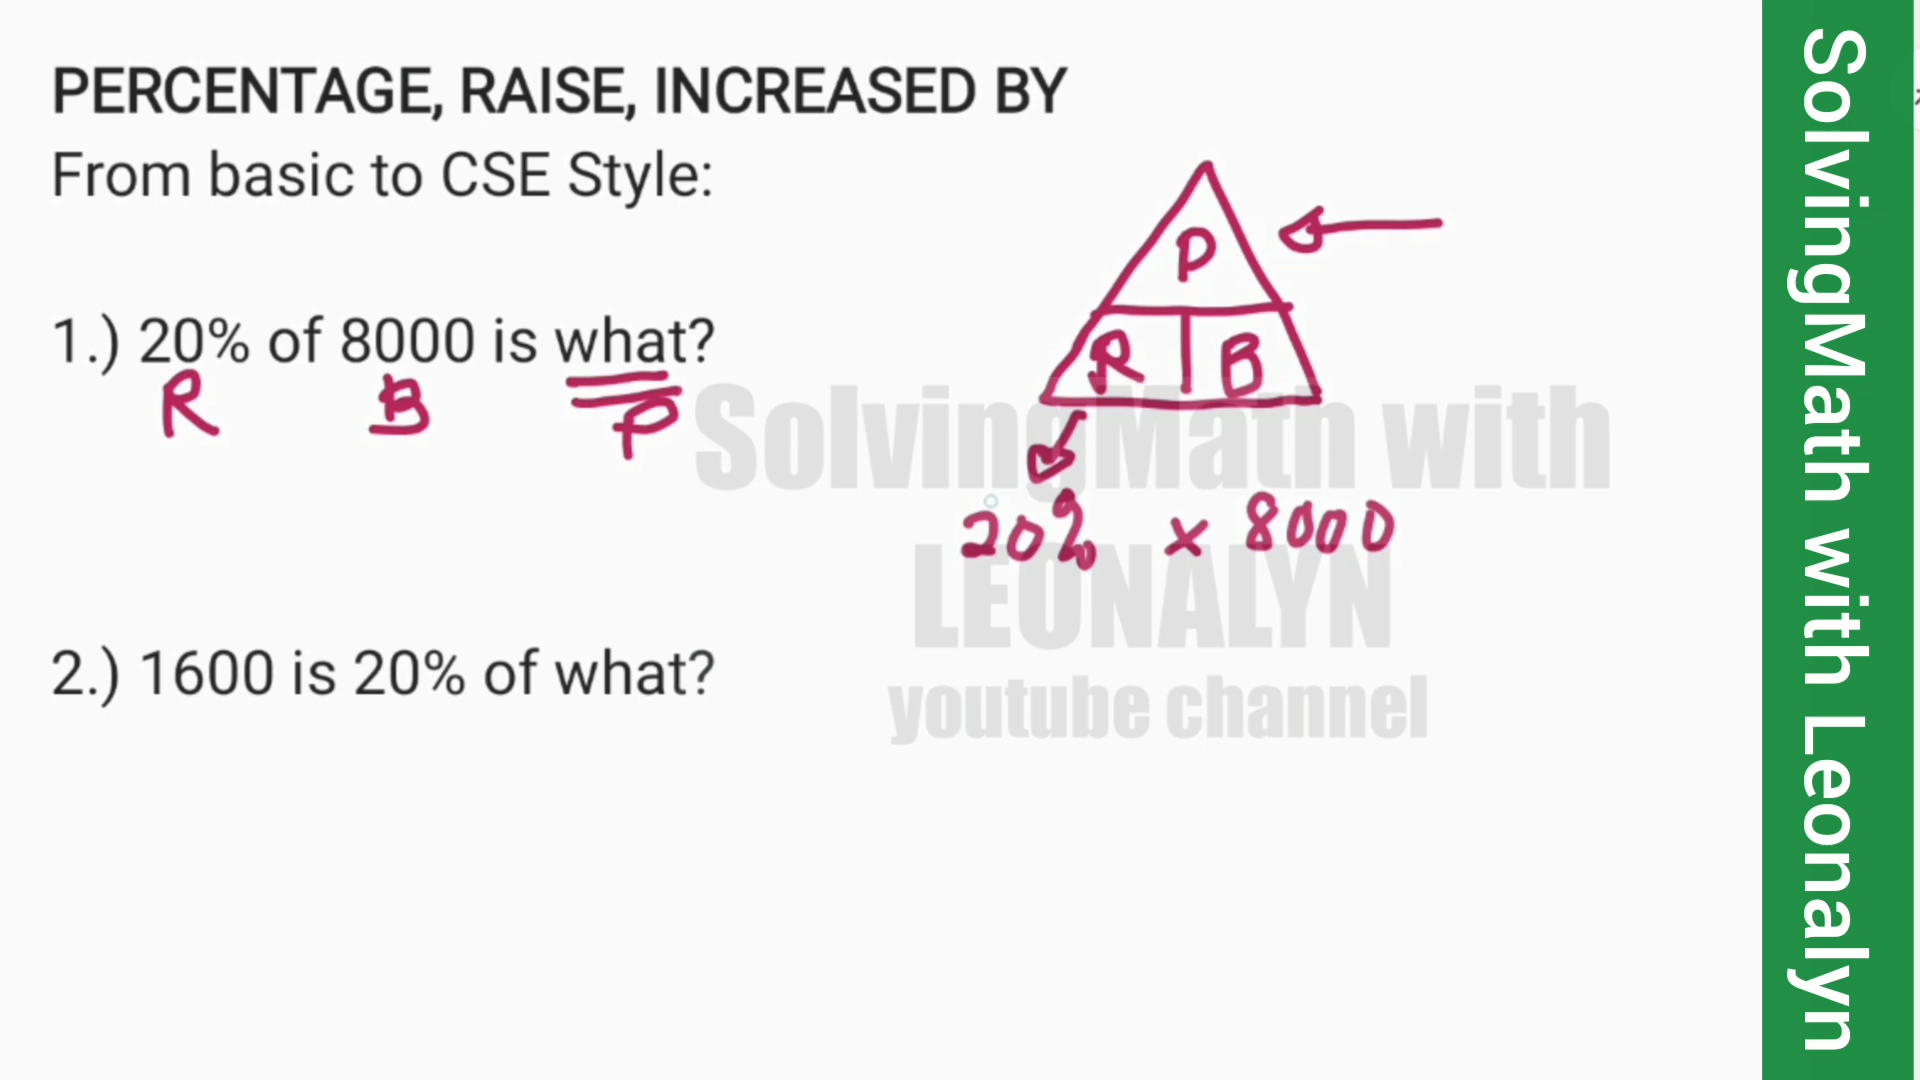 PERCENTAGE, RAISE, INCREASED BY
From basic to CSE Style:
P
R B
1.) 20% of 8000 is what?
R B P
20% x 8000
2.) 1600 is 20% of what?
SolvingMath with
LEONALYN
youtube channel
SolvingMath with Leonalyn